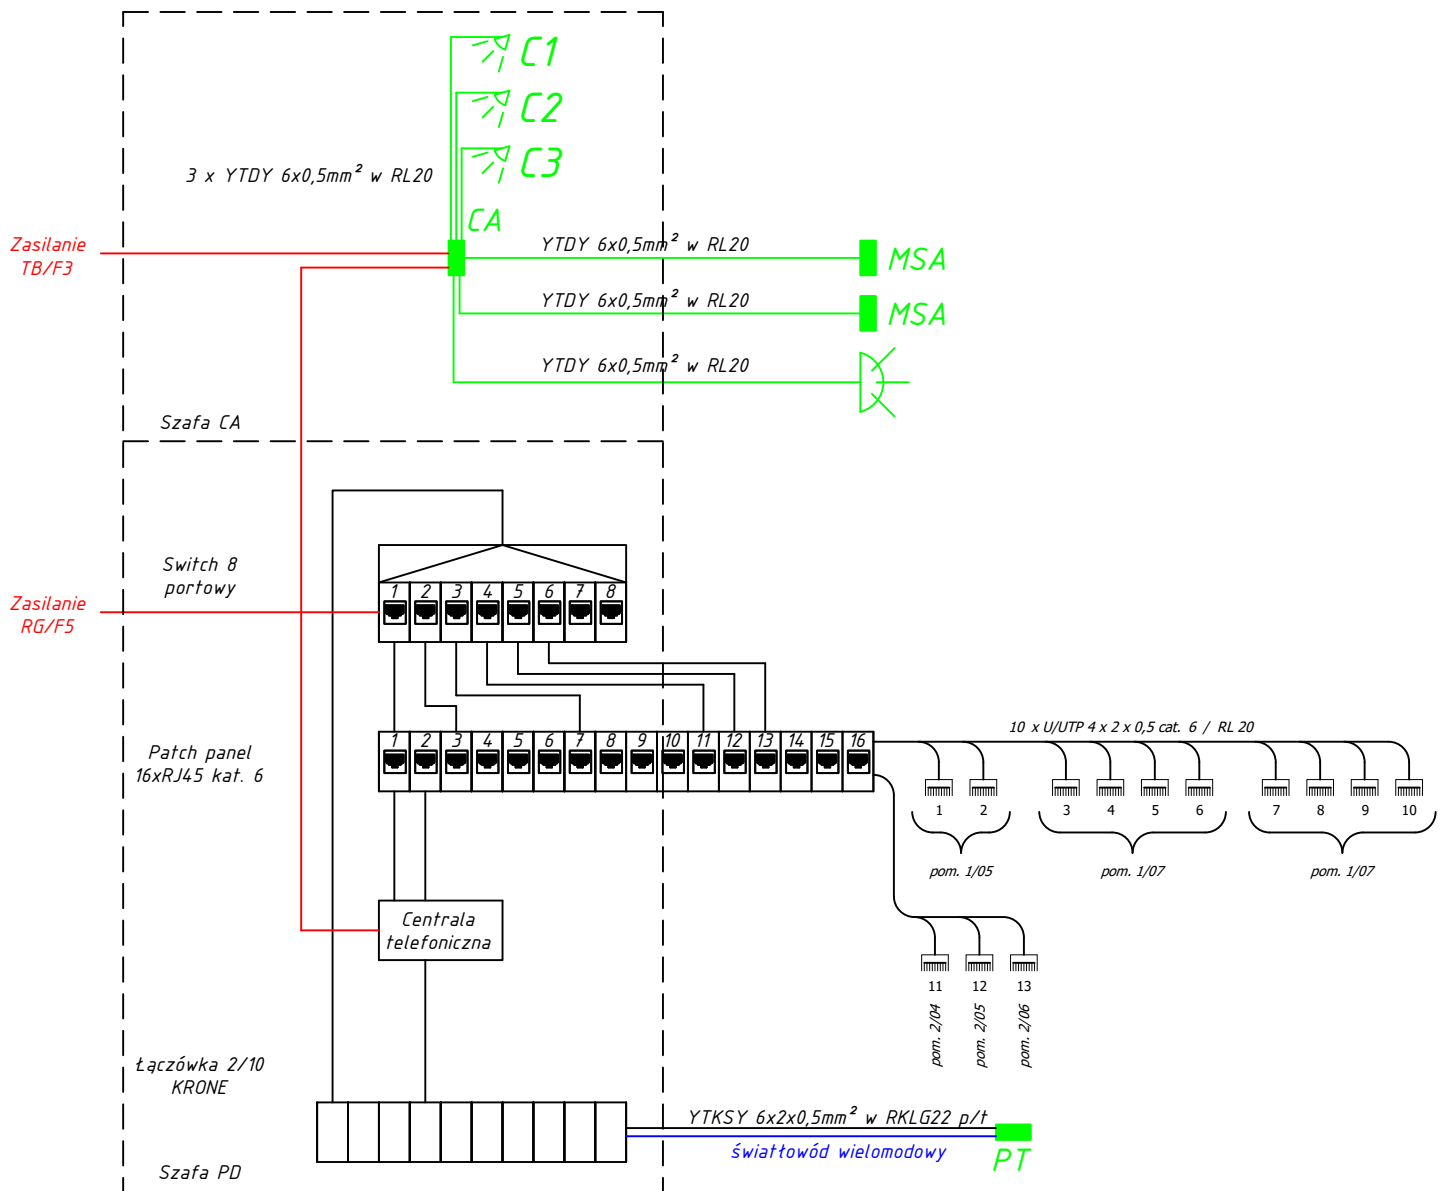 C1
C2
C3
3 x YTDY 6x0,5mm² w RL20
CA
Zasilanie
TB/F3
YTDY 6x0,5mm² w RL20
MSA
YTDY 6x0,5mm² w RL20
MSA
YTDY 6x0,5mm² w RL20
Szafa CA
Switch 8
portowy
1 2 3 4 5 6 7 8
Zasilanie
RG/F5
Patch panel
16xRJ45 kat. 6
1 2 3 4 5 6 7 8 9 10 11 12 13 14 15 16
10 x U/UTP 4 x 2 x 0,5 cat. 6 / RL 20
1 2 3 4 5 6 7 8 9 10
pom. 1/05
pom. 1/07
pom. 1/07
Centrala
telefoniczna
11 12 13
pom. 2/04
pom. 2/05
pom. 2/06
Łączówka 2/10
KRONE
YTKSY 6x2x0,5mm² w RKLG22 p/t
światłowód wielomodowy
PT
Szafa PD